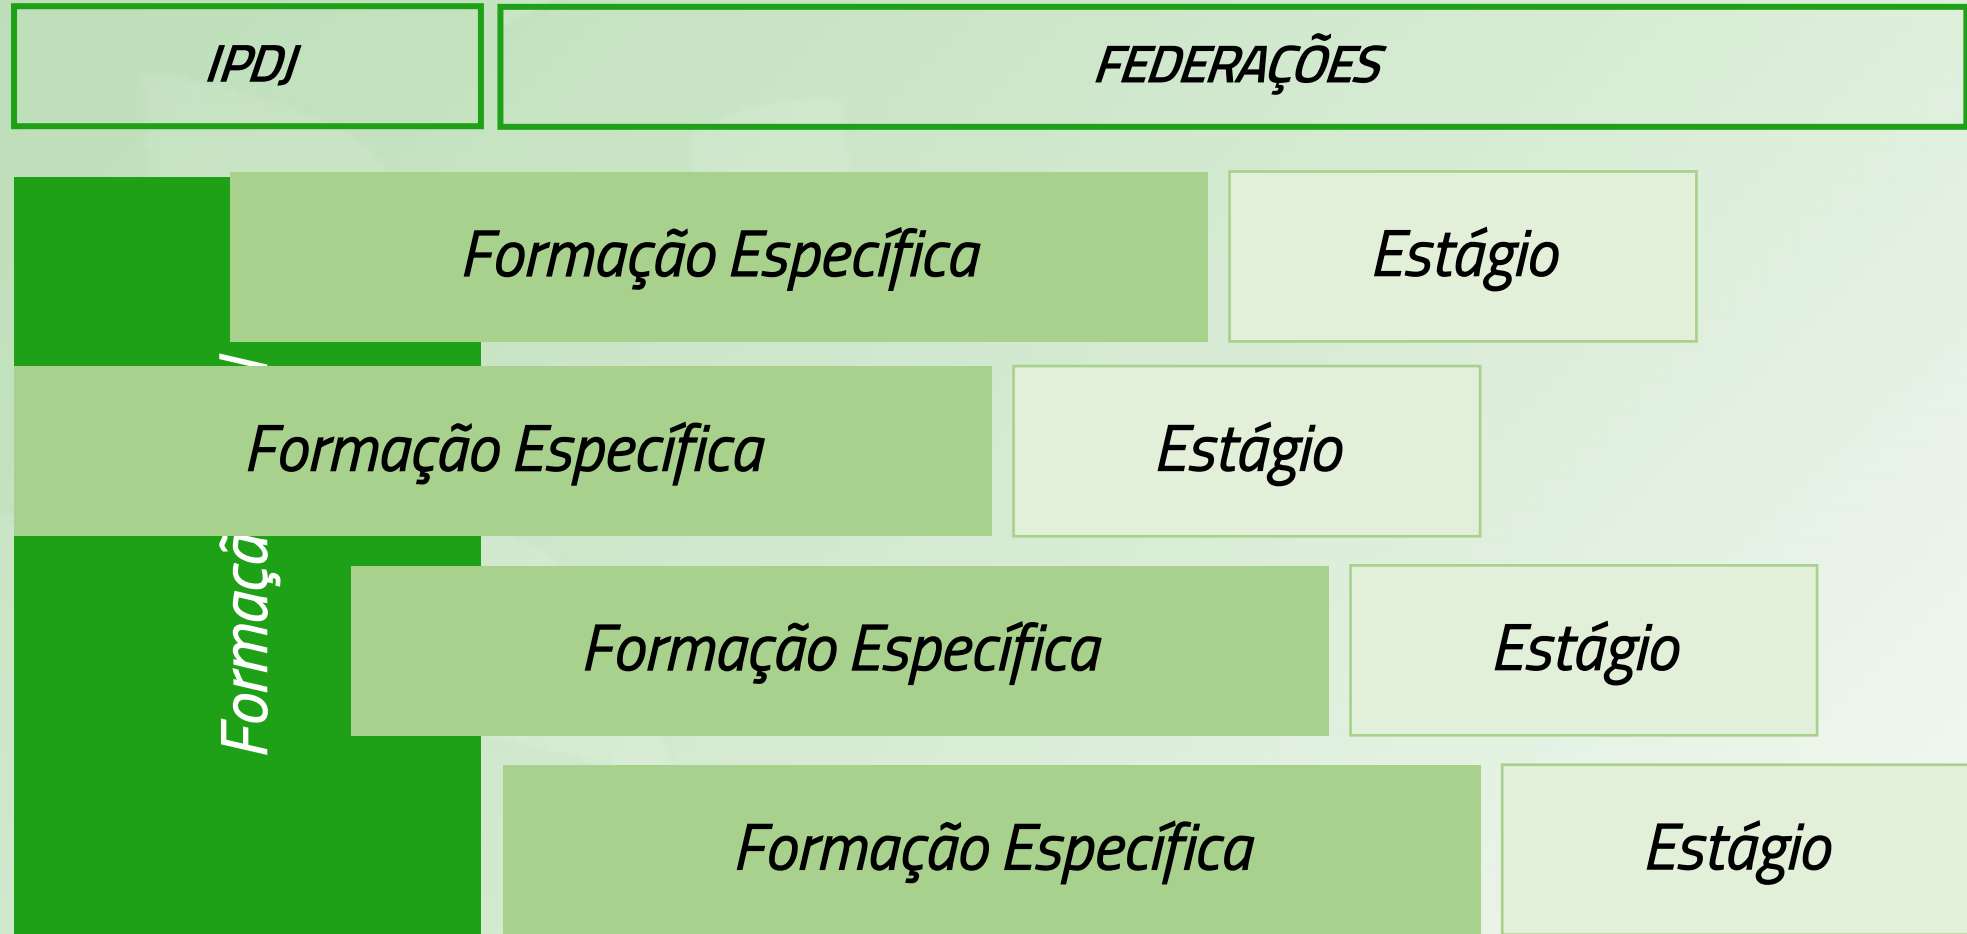 IPDJ
FEDERAÇÕES
Formação Específica
Estágio
Formação Específica
Estágio
Formação Específica
Estágio
Formação Específica
Estágio